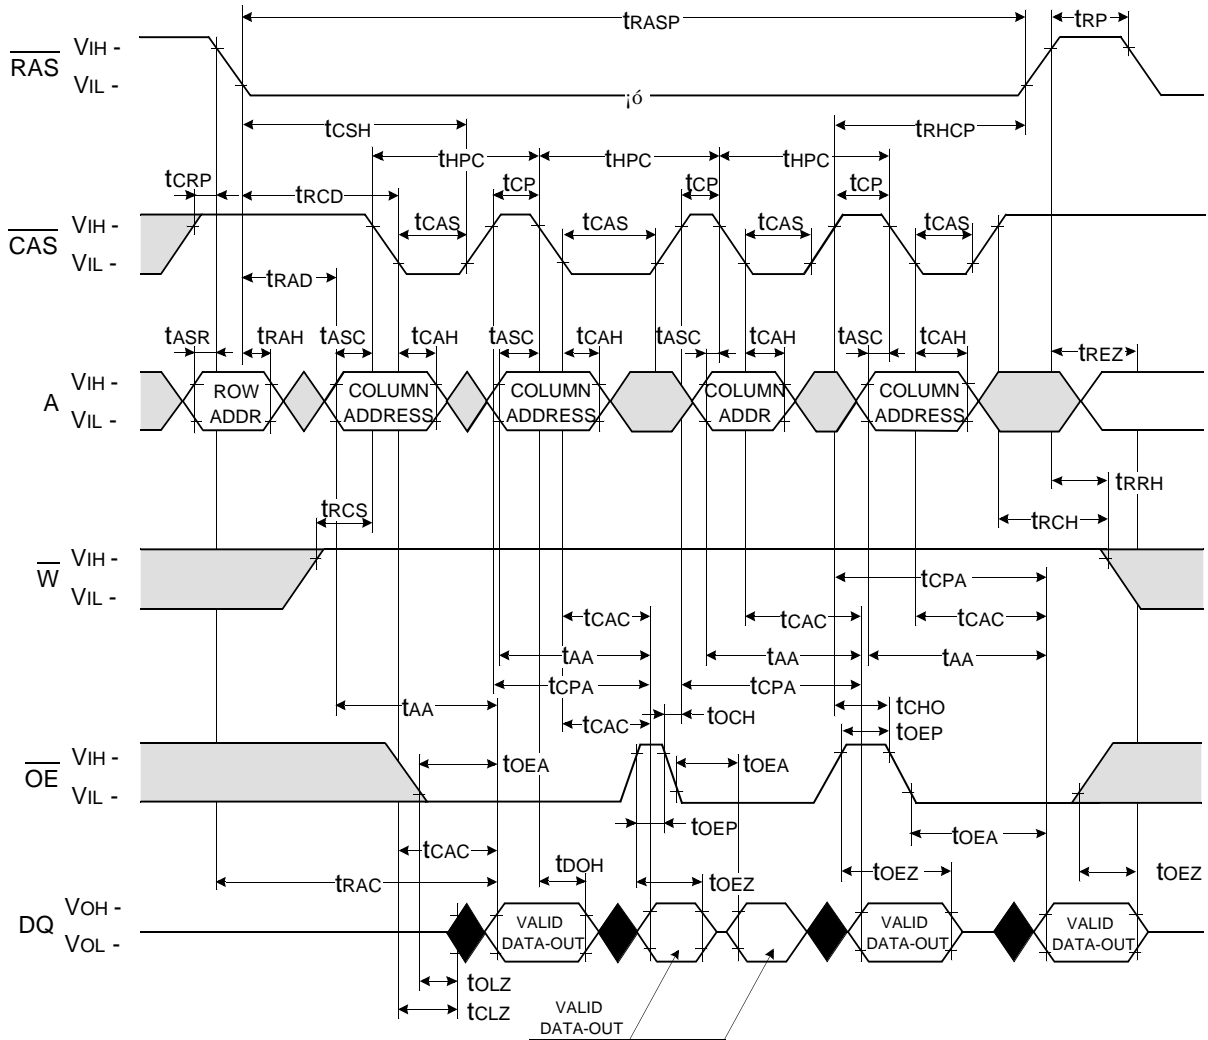 tRASP
tRP
VIH -
RAS
VIL -
¡ó
tCSH
tRHCP
tHPC
tHPC
tHPC
tCRP
tRCD
tCP
tCP
tCP
VIH -
CAS
VIL -
tCAS
tCAS
tCAS
tCAS
tRAD
tASR
tRAH
tASC
tCAH
tASC
tCAH
tASC
tCAH
tASC
tCAH
tREZ
VIH -
A
VIL -
ROW
ADDR
COLUMN
ADDRESS
COLUMN
ADDRESS
COLUMN
ADDR
COLUMN
ADDRESS
tRRH
tRCS
tRCH
VIH -
W
VIL -
tCPA
tCAC
tCAC
tCAC
tAA
tAA
tAA
tCPA
tCPA
tAA
tCAC
tOCH
tCHO
tOEP
VIH -
OE
VIL -
tOEA
tOEA
tOEP
tOEA
tCAC
tDOH
tRAC
tOEZ
tOEZ
tOEZ
VOH -
DQ
VOL -
VALID
DATA-OUT
VALID
DATA-OUT
VALID
DATA-OUT
tOLZ
tCLZ
VALID
DATA-OUT